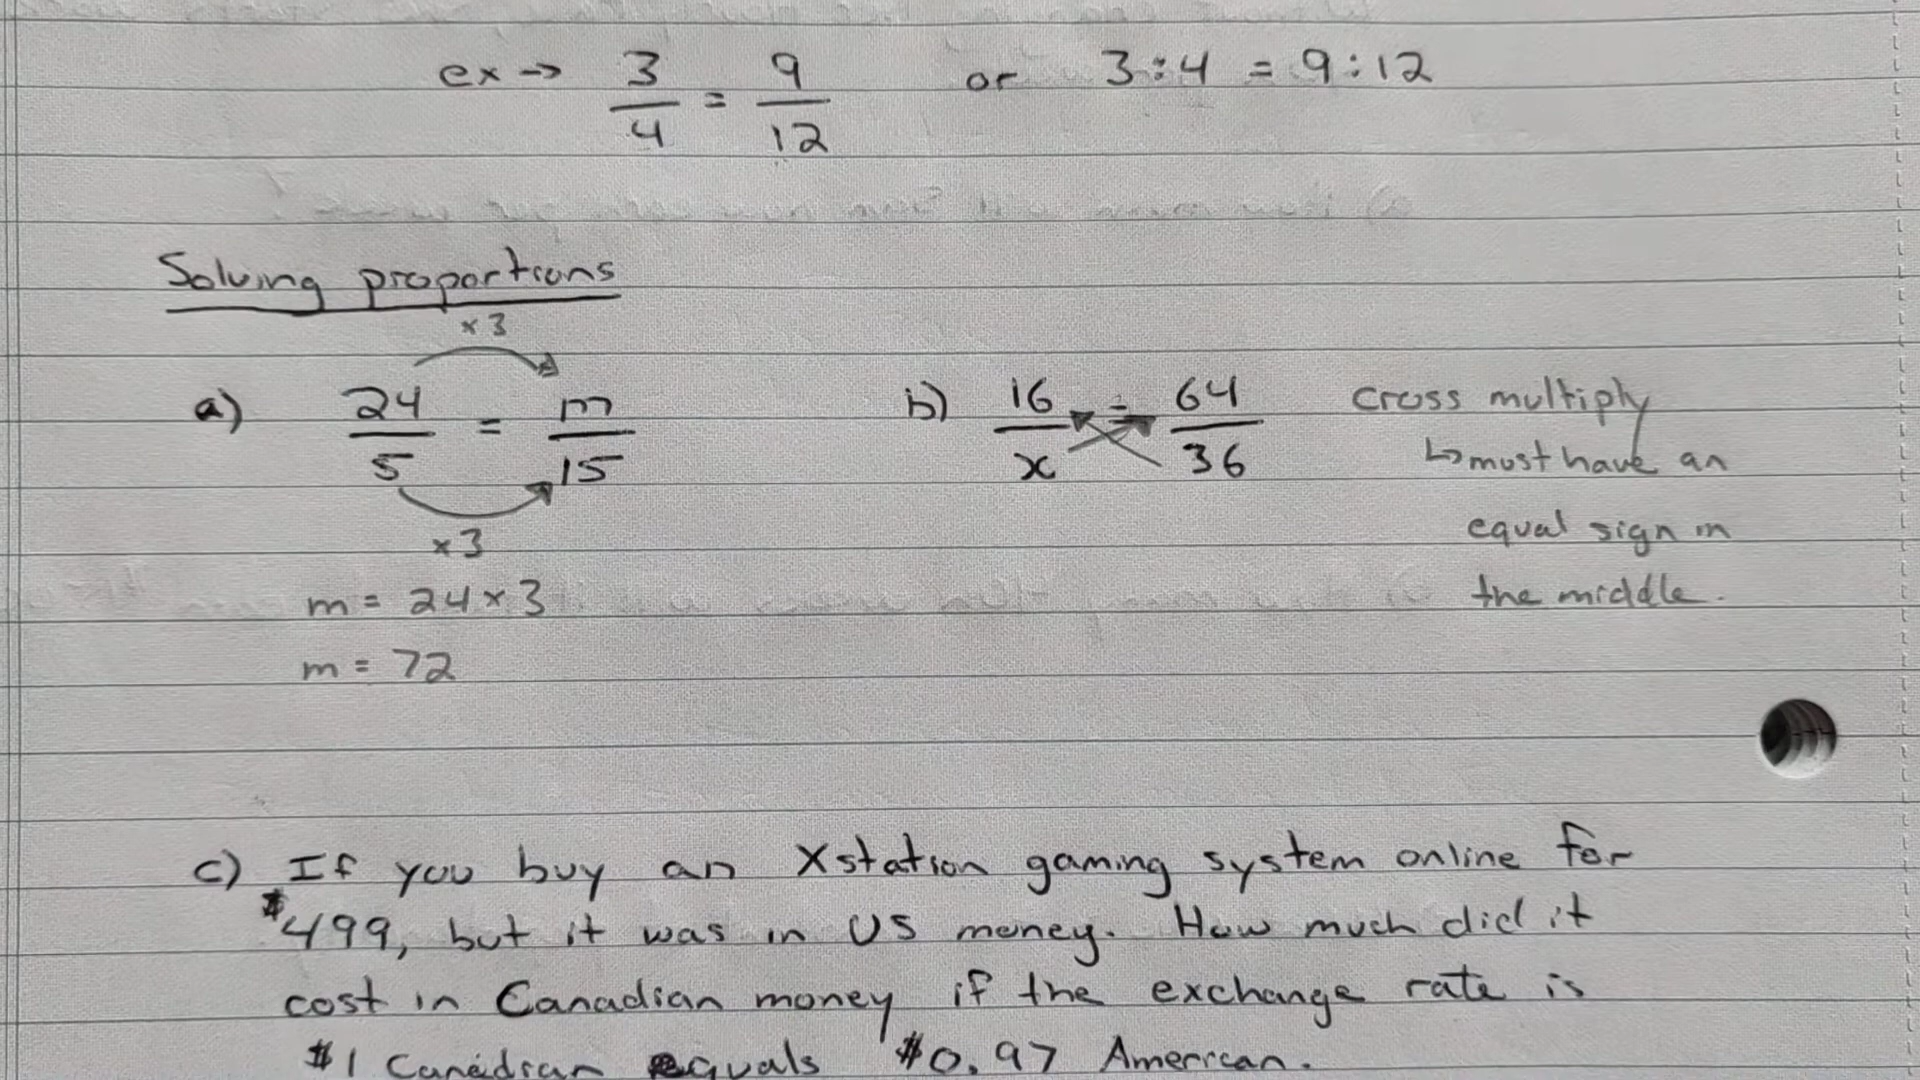 ex → 3/4 = 9/12 or 3:4 = 9:12
Solving proportions
x 3
a) 24/5 = m/15
x 3
m = 24 x 3
m = 72
b) 16/x = 64/36
cross multiply
↳ must have an
equal sign in
the middle.
c) If you buy an Xstation gaming system online for
$499, but it was in US money. How much did it
cost in Canadian money if the exchange rate is
$1 Canadian equals $0.97 American.